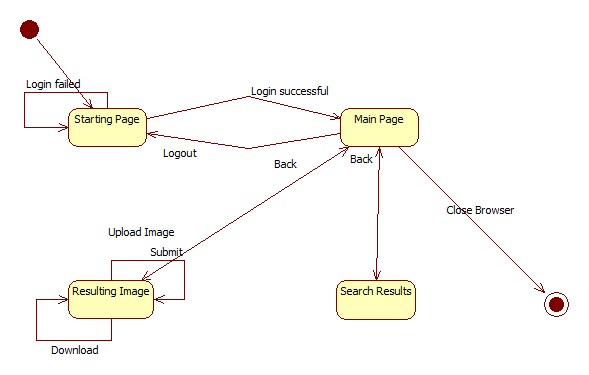 Login failed
Login successful
Starting Page
Main Page
Logout
Back
Back
Close Browser
Upload Image
Submit
Resulting Image
Search Results
Download